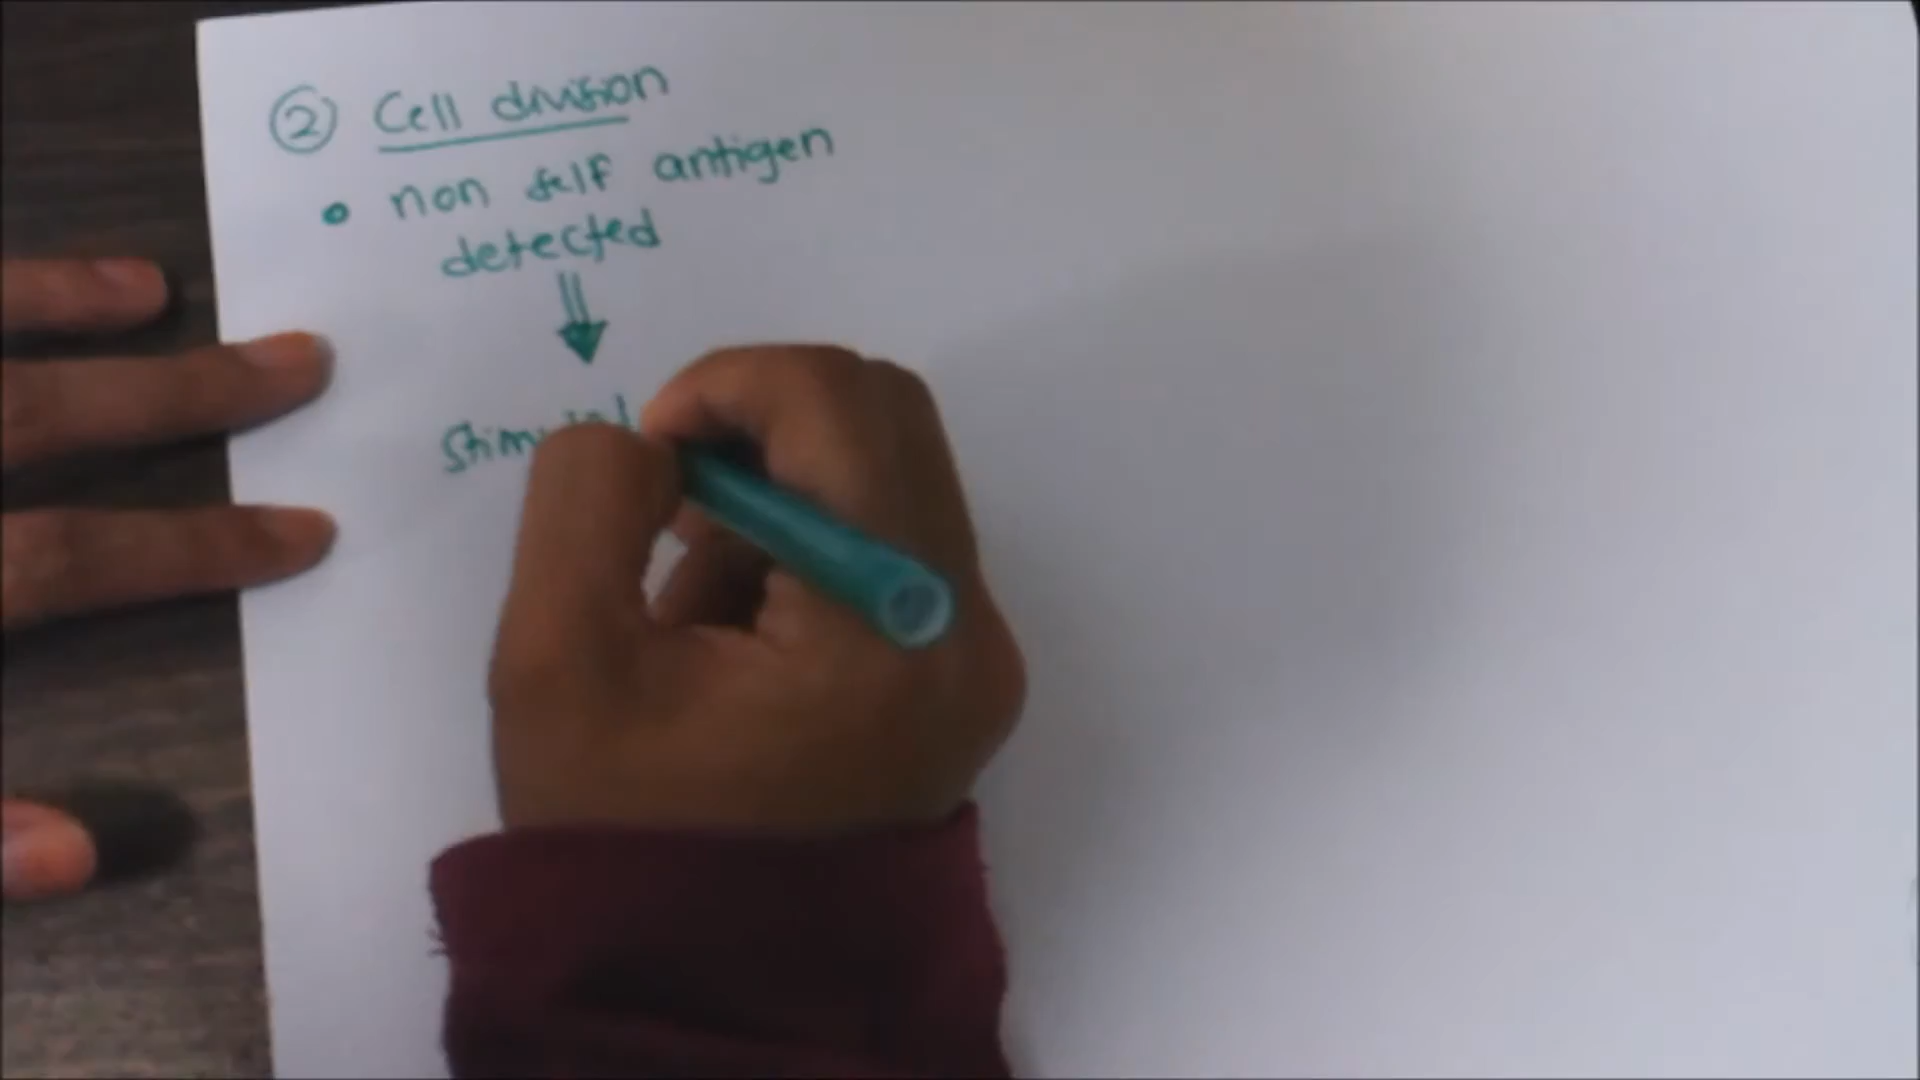 ② Cell division
• non self antigen
detected